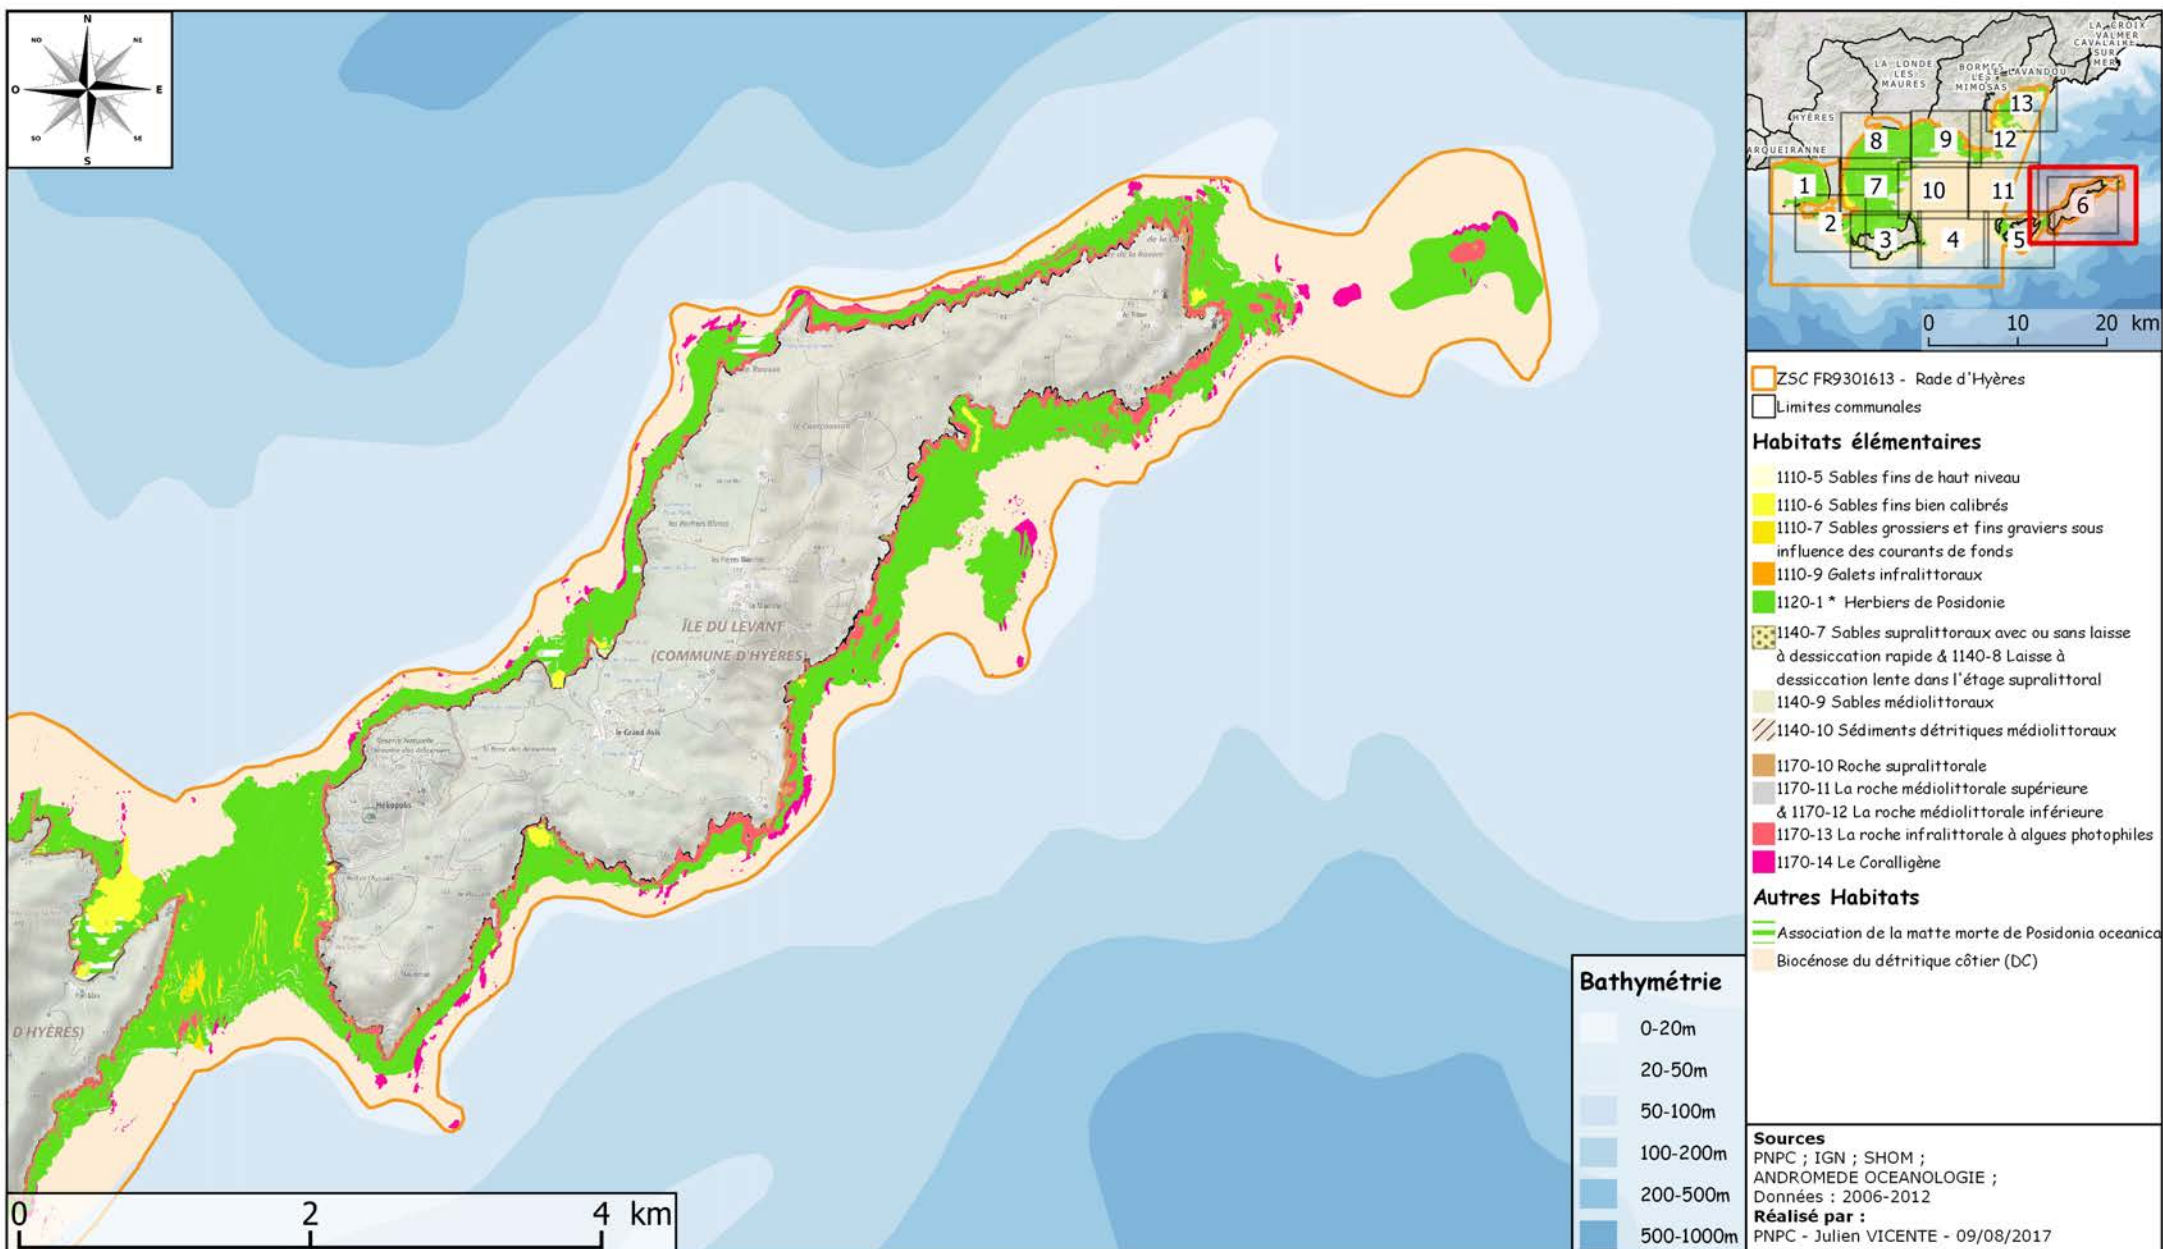 N
NO
NE
O
E
SO
SE
S
ÎLE DU LEVANT
(COMMUNE D'HYÈRES)
le Grand Avis
Héliopolis
D'HYÈRES)
0 2 4 km
LA CROIX
VALMER
CAVALAIRE
SUR
MER
LA LONDE
LES
MAURES
BORMES
LES
MIMOSAS
LE LAVANDOU
HYÈRES
ARQUEIRANNE
1
2
3
4
5
6
7
8
9
10
11
12
13
0 10 20 km
ZSC FR9301613 - Rade d'Hyères
Limites communales
Habitats élémentaires
1110-5 Sables fins de haut niveau
1110-6 Sables fins bien calibrés
1110-7 Sables grossiers et fins graviers sous
influence des courants de fonds
1110-9 Galets infralittoraux
1120-1 * Herbiers de Posidonie
1140-7 Sables supralittoraux avec ou sans laisse
à dessiccation rapide & 1140-8 Laisse à
dessiccation lente dans l'étage supralittoral
1140-9 Sables médiolittoraux
1140-10 Sédiments détritiques médiolittoraux
1170-10 Roche supralittorale
1170-11 La roche médiolittorale supérieure
& 1170-12 La roche médiolittorale inférieure
1170-13 La roche infralittorale à algues photophiles
1170-14 Le Coralligène
Autres Habitats
Association de la matte morte de Posidonia oceanica
Biocénose du détritique côtier (DC)
Bathymétrie
0-20m
20-50m
50-100m
100-200m
200-500m
500-1000m
Sources
PNPC ; IGN ; SHOM ;
ANDROMEDE OCEANOLOGIE ;
Données : 2006-2012
Réalisé par :
PNPC - Julien VICENTE - 09/08/2017